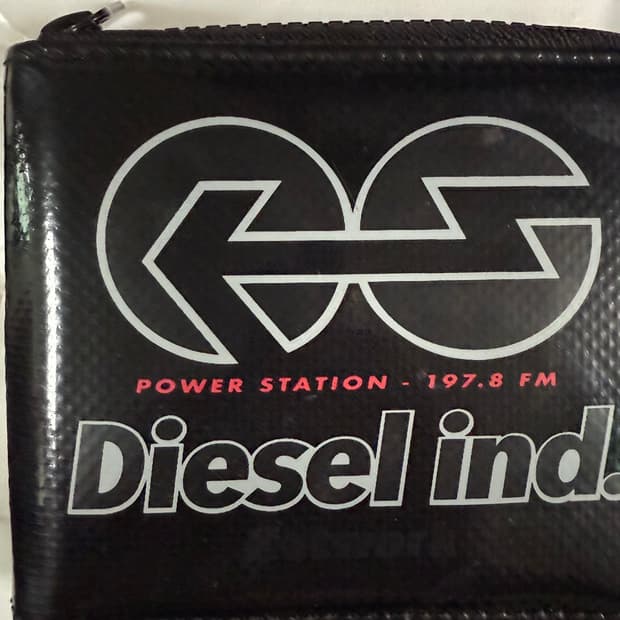 POWER STATION - 197.8 FM
Diesel ind.